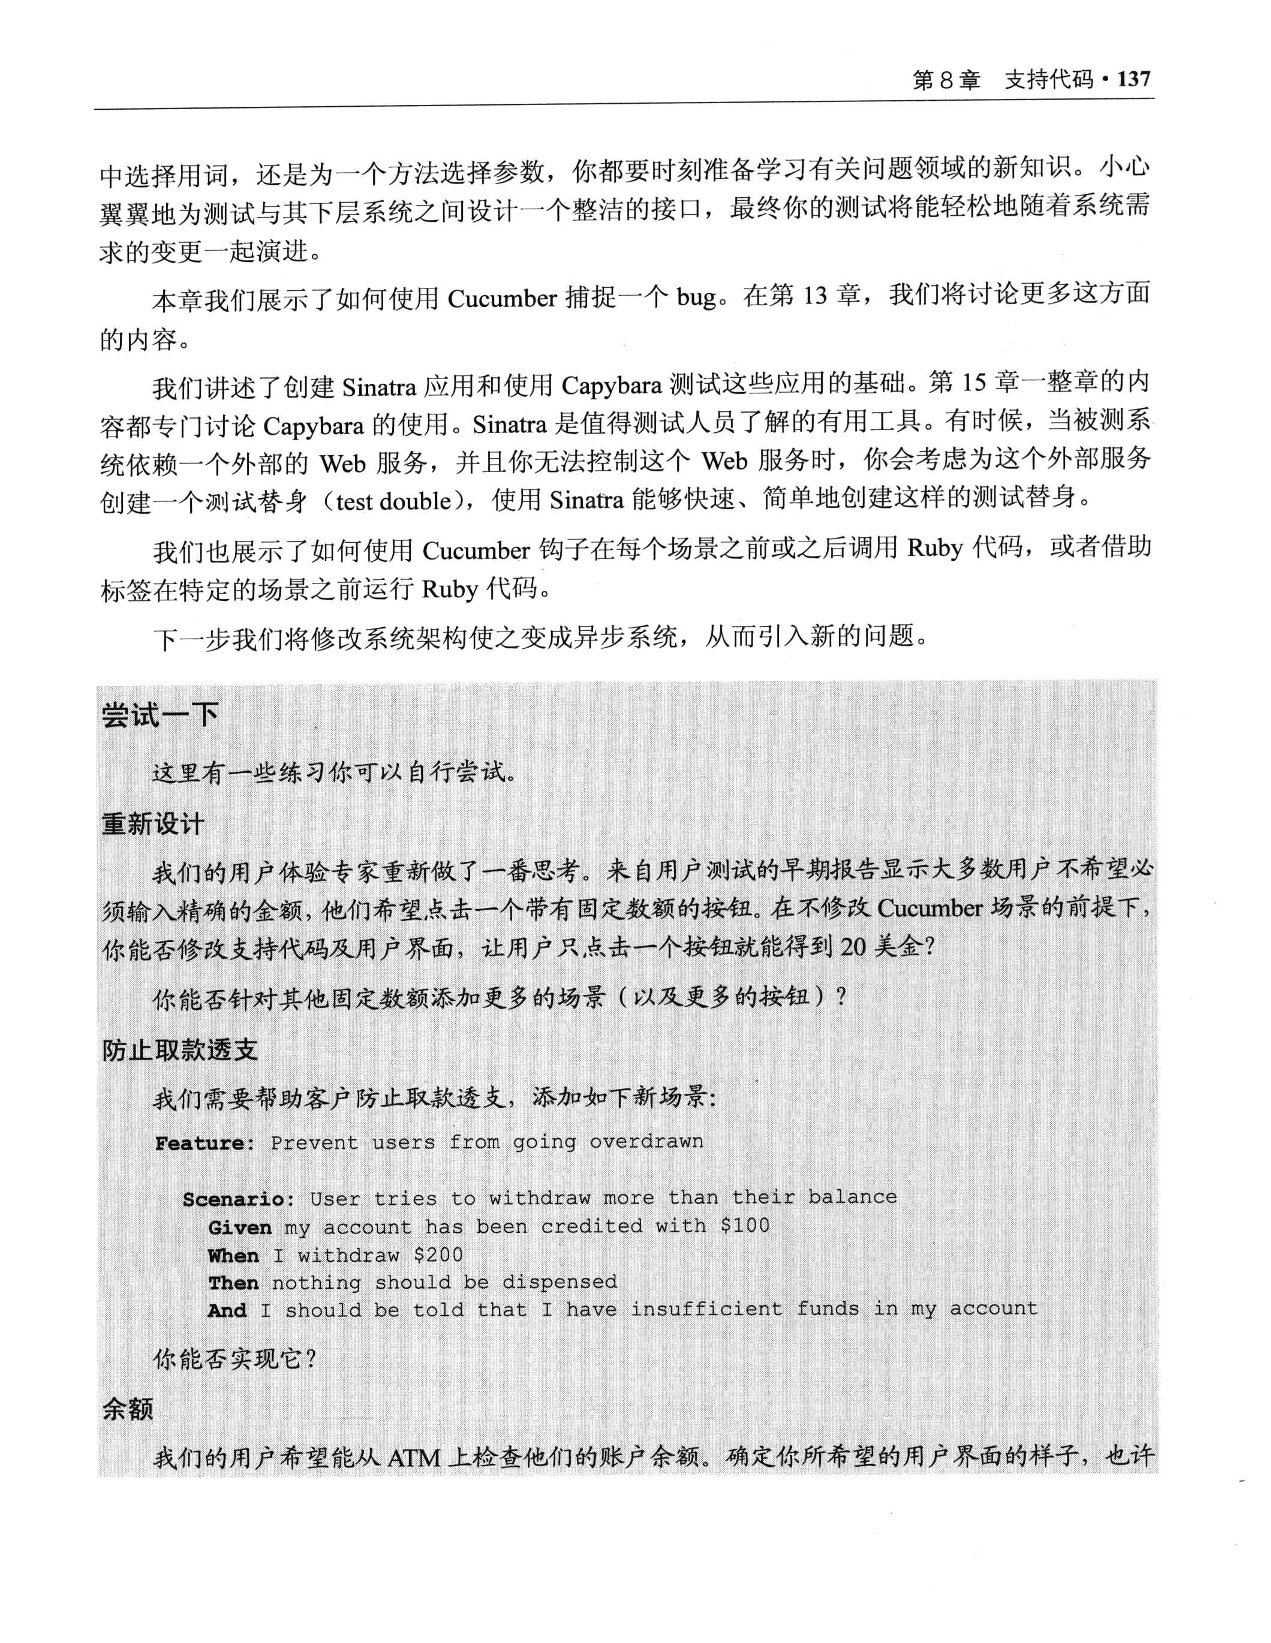 第 8 章　支持代码 • 137
中选择用词，还是为一个方法选择参数，你都要时刻准备学习有关问题领域的新知识。小心
翼翼地为测试与其下层系统之间设计一个整洁的接口，最终你的测试将能轻松地随着系统需
求的变更一起演进。
本章我们展示了如何使用 Cucumber 捕捉一个 bug。在第 13 章，我们将讨论更多这方面
的内容。
我们讲述了创建 Sinatra 应用和使用 Capybara 测试这些应用的基础。第 15 章一整章的内
容都专门讨论 Capybara 的使用。Sinatra 是值得测试人员了解的有用工具。有时候，当被测系
统依赖一个外部的 Web 服务，并且你无法控制这个 Web 服务时，你会考虑为这个外部服务
创建一个测试替身（test double），使用 Sinatra 能够快速、简单地创建这样的测试替身。
我们也展示了如何使用 Cucumber 钩子在每个场景之前或之后调用 Ruby 代码，或者借助
标签在特定的场景之前运行 Ruby 代码。
下一步我们将修改系统架构使之变成异步系统，从而引入新的问题。
尝试一下
这里有一些练习你可以自行尝试。
重新设计
我们的用户体验专家重新做了一番思考。来自用户测试的早期报告显示大多数用户不希望必
须输入精确的金额，他们希望点击一个带有固定数额的按钮。在不修改 Cucumber 场景的前提下，
你能否修改支持代码及用户界面，让用户只点击一个按钮就能得到 20 美金？
你能否针对其他固定数额添加更多的场景（以及更多的按钮）？
防止取款透支
我们需要帮助客户防止取款透支，添加如下新场景：
Feature: Prevent users from going overdrawn
Scenario: User tries to withdraw more than their balance
Given my account has been credited with $100
When I withdraw $200
Then nothing should be dispensed
And I should be told that I have insufficient funds in my account
你能否实现它？
余额
我们的用户希望能从 ATM 上检查他们的账户余额。确定你所希望的用户界面的样子，也许